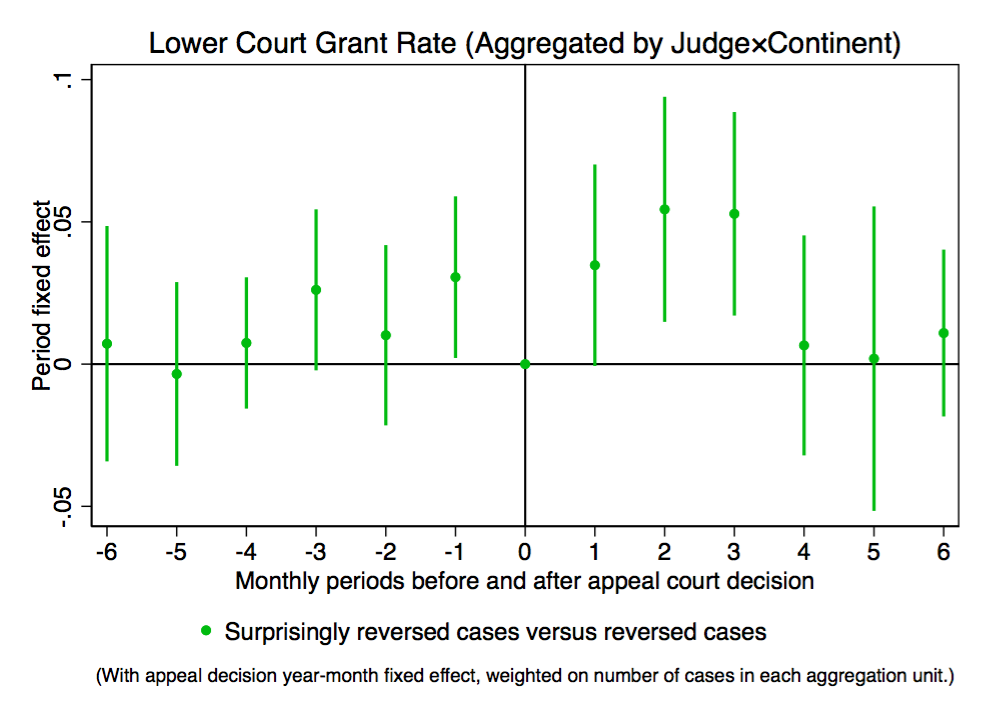 Lower Court Grant Rate (Aggregated by Judge×Continent)
Period fixed effect
.1
.05
0
-.05
-6 -5 -4 -3 -2 -1 0 1 2 3 4 5 6
Monthly periods before and after appeal court decision
Surprisingly reversed cases versus reversed cases
(With appeal decision year-month fixed effect, weighted on number of cases in each aggregation unit.)